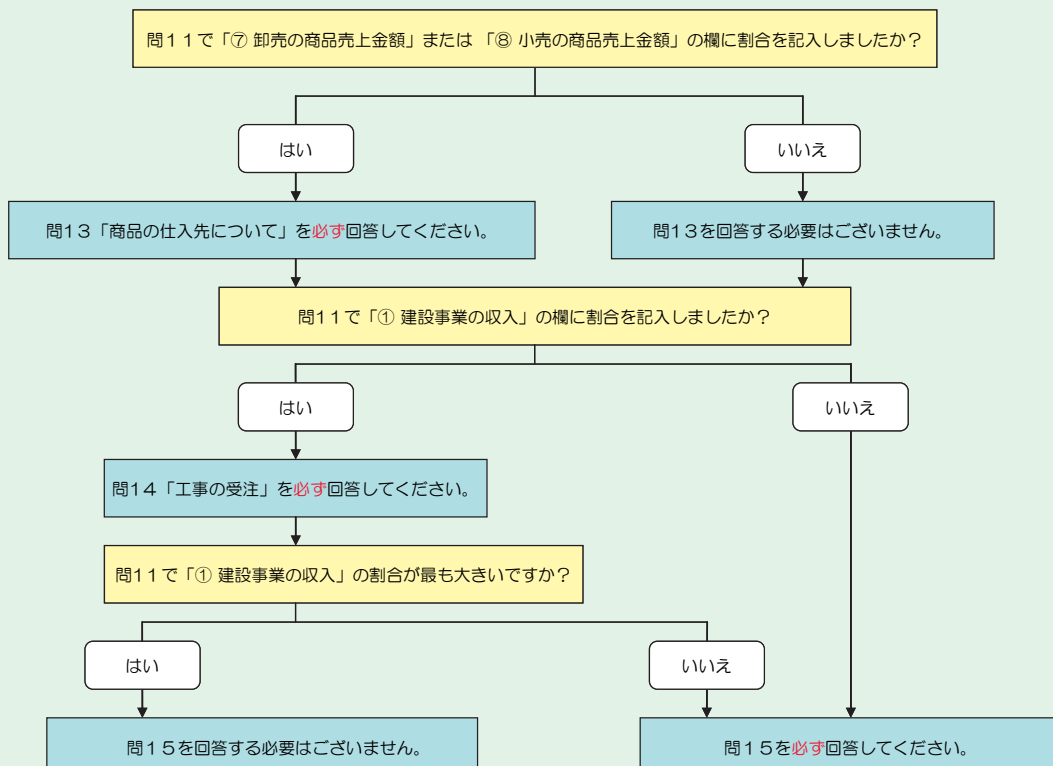 問11で「⑦ 卸売の商品売上金額」または 「⑧ 小売の商品売上金額」の欄に割合を記入しましたか？
はい
いいえ
問13「商品の仕入先について」を必ず回答してください。
問13を回答する必要はございません。
問11で「① 建設事業の収入」の欄に割合を記入しましたか？
はい
いいえ
問14「工事の受注」を必ず回答してください。
問11で「① 建設事業の収入」の割合が最も大きいですか？
はい
いいえ
問15を回答する必要はございません。
問15を必ず回答してください。